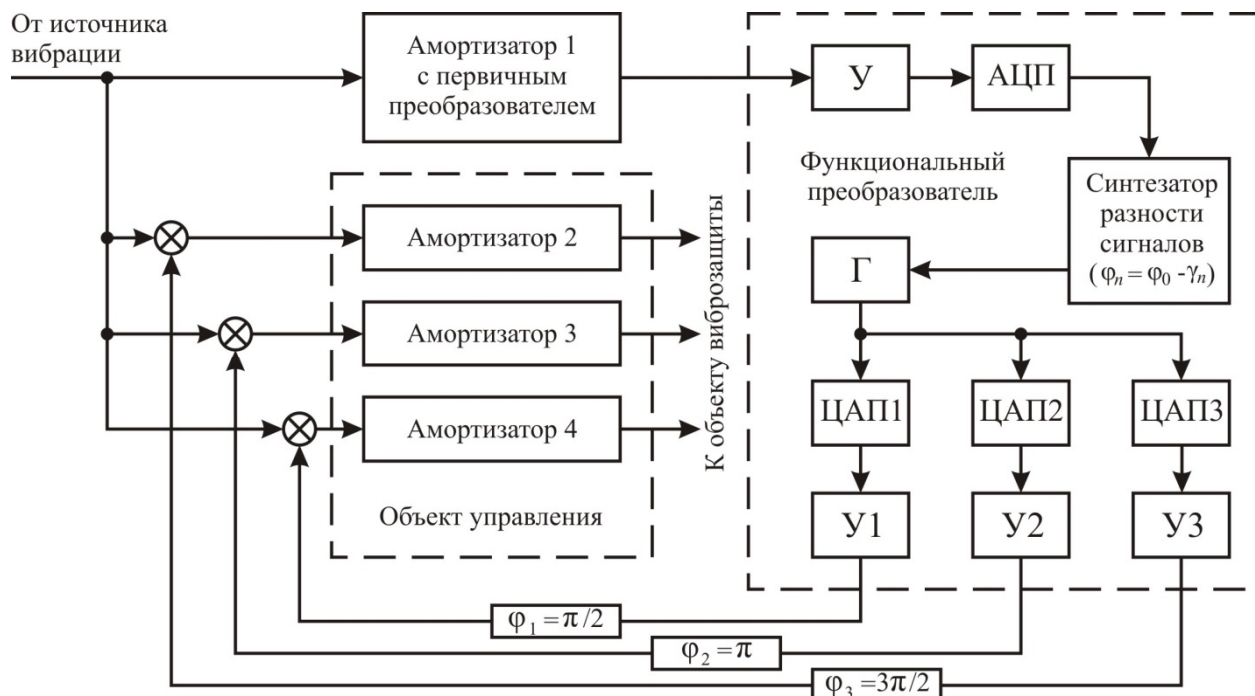 От источника
вибрации
Амортизатор 1
с первичным
преобразователем
У
АЦП
Функциональный
преобразователь
Синтезатор
разности
сигналов
(φₙ = φ₀ - γₙ)
Амортизатор 2
Амортизатор 3
Амортизатор 4
Объект управления
К объекту виброзащиты
Г
ЦАП1
ЦАП2
ЦАП3
У1
У2
У3
φ₁ = π/2
φ₂ = π
φ₃ = 3π/2